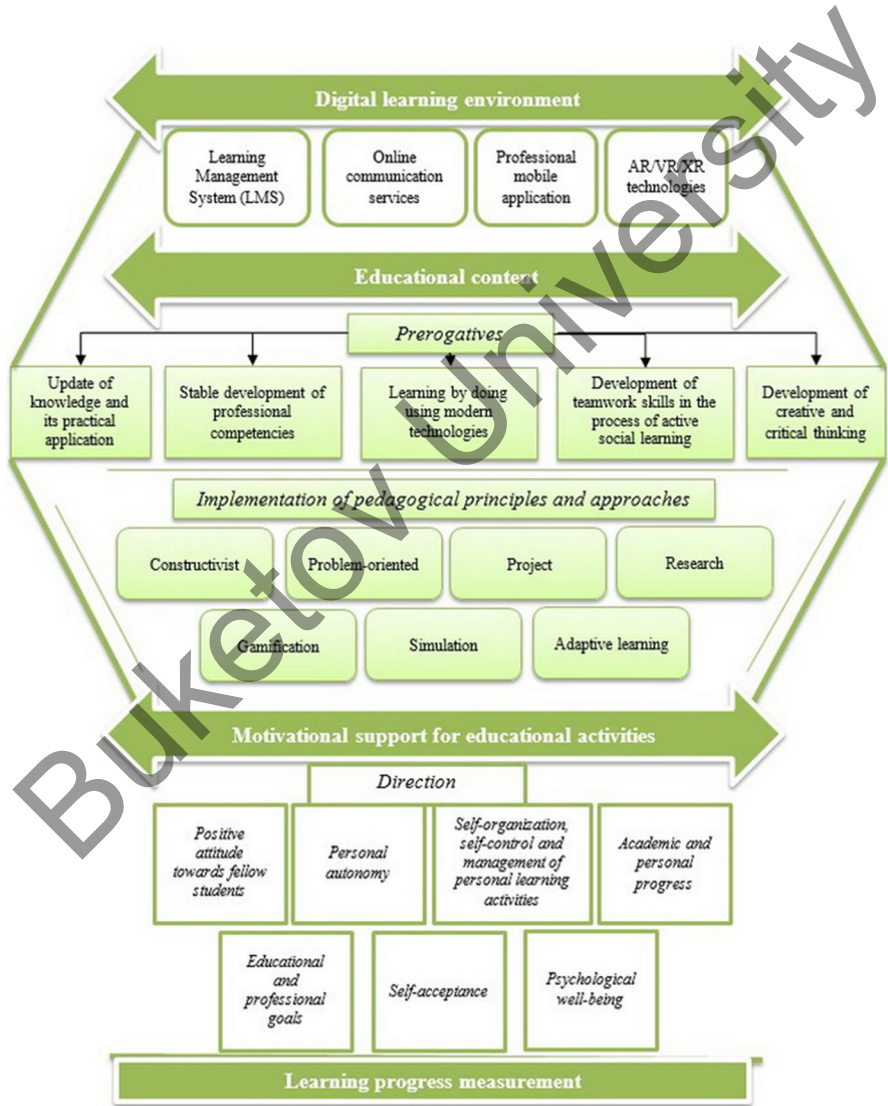 Digital learning environment
Learning
Management
System (LMS)
Online
communication
services
Professional
mobile
application
AR/VR/XR
technologies
Educational content
Prerogatives
Update of
knowledge and
its practical
application
Stable development of
professional
competencies
Learning by doing
using modern
technologies
Development of
teamwork skills in the
process of active
social learning
Development of
creative and
critical thinking
Implementation of pedagogical principles and approaches
Constructivist
Problem-oriented
Project
Research
Gamification
Simulation
Adaptive learning
Motivational support for educational activities
Direction
Positive
attitude
towards fellow
students
Personal
autonomy
Self-organization,
self-control and
management of
personal learning
activities
Academic and
personal
progress
Educational
and
professional
goals
Self-acceptance
Psychological
well-being
Learning progress measurement
Buketov University